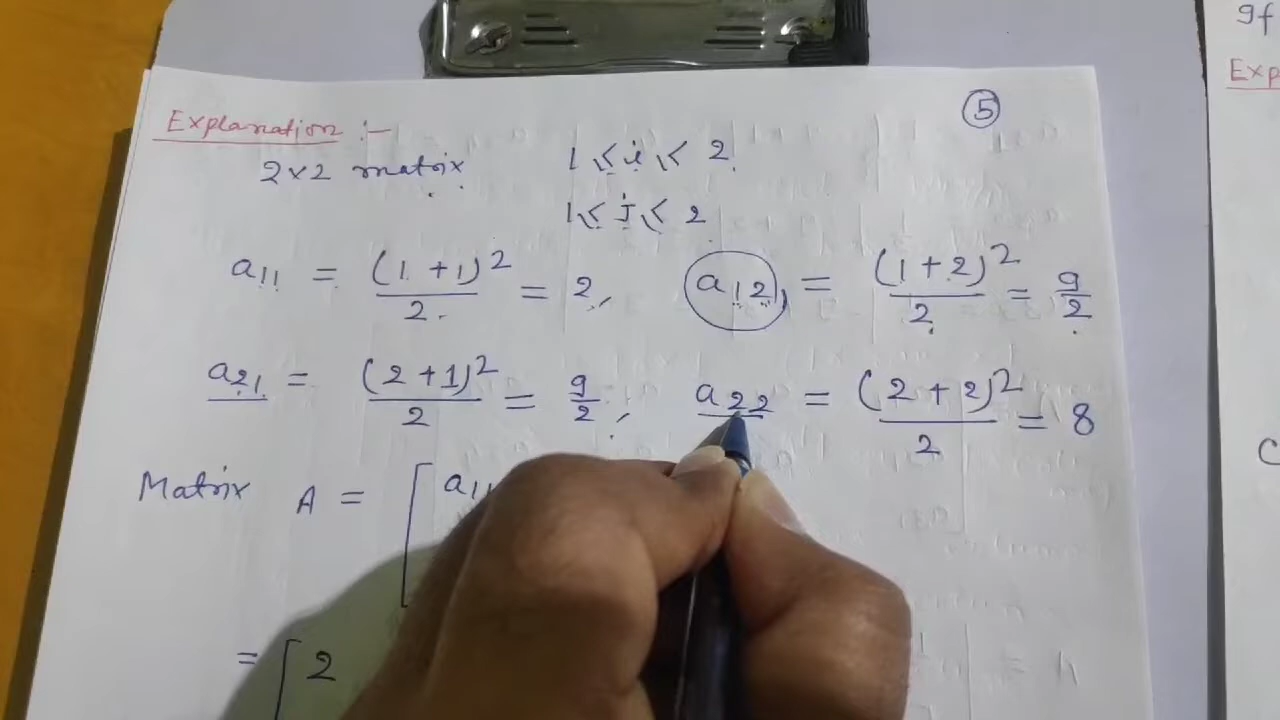 Explanation :-
⑤
2×2 matrix 1 ≤ i ≤ 2
1 ≤ J ≤ 2
a₁₁ = (1+1)²/2 = 2, a₁₂ = (1+2)²/2 = 9/2
a₂₁ = (2+1)²/2 = 9/2, a₂₂ = (2+2)²/2 = 8
Matrix A = [ a₁₁
= [ 2